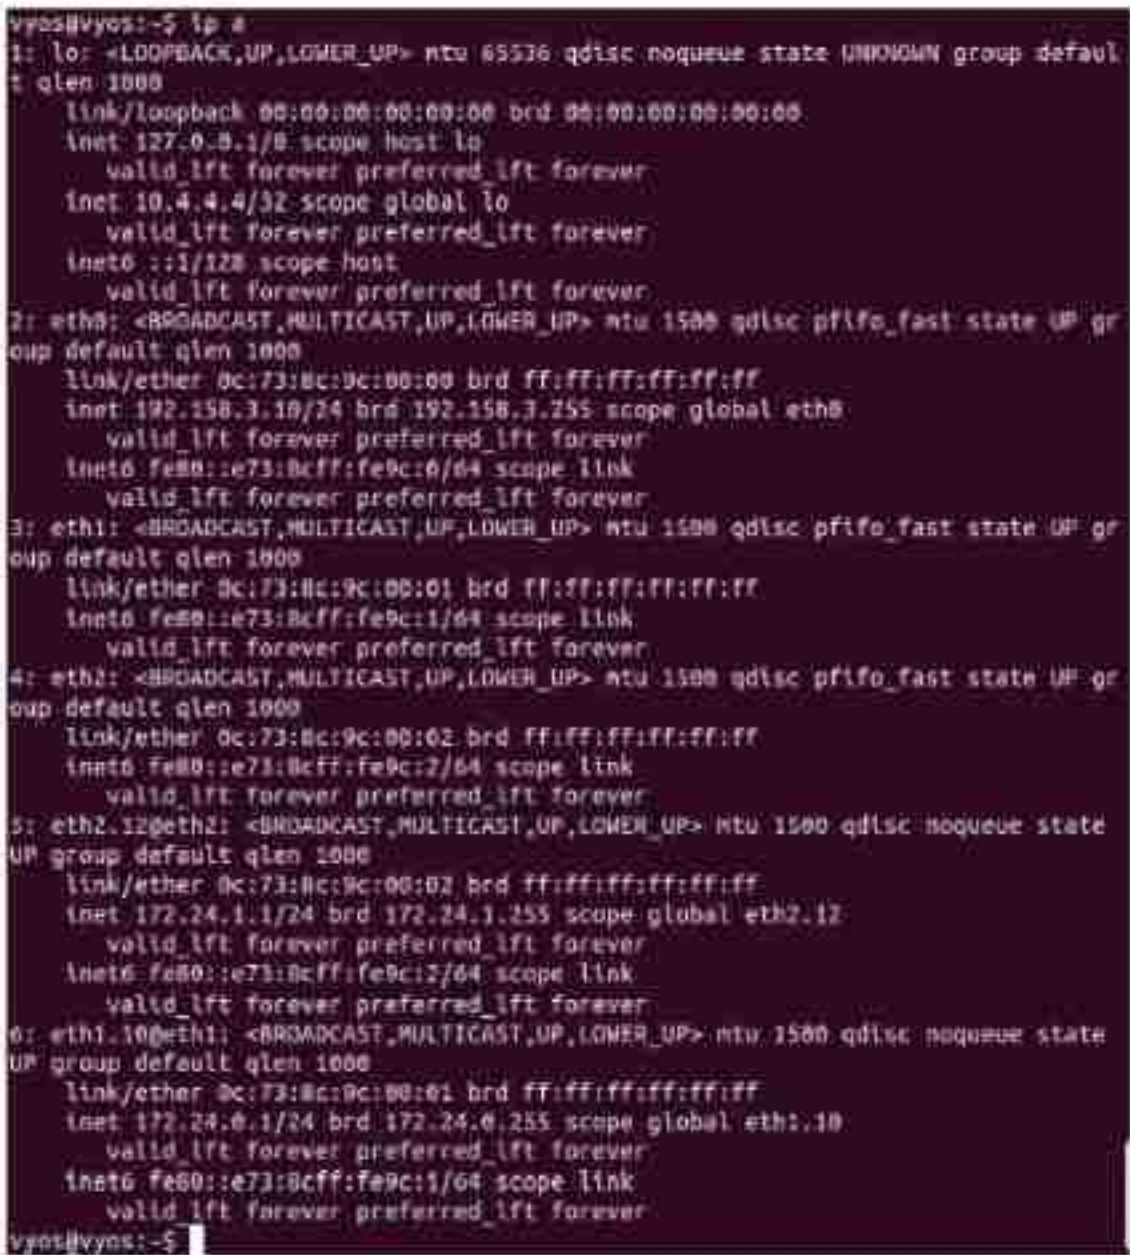 vyos@vyos:~$ ip a
1: lo: <LOOPBACK,UP,LOWER_UP> mtu 65536 qdisc noqueue state UNKNOWN group defaul
t qlen 1000
link/loopback 00:00:00:00:00:00 brd 00:00:00:00:00:00
inet 127.0.0.1/8 scope host lo
valid_lft forever preferred_lft forever
inet 10.4.4.4/32 scope global lo
valid_lft forever preferred_lft forever
inet6 ::1/128 scope host
valid_lft forever preferred_lft forever
2: eth0: <BROADCAST,MULTICAST,UP,LOWER_UP> mtu 1500 qdisc pfifo_fast state UP gr
oup default qlen 1000
link/ether 0c:73:8c:9c:00:00 brd ff:ff:ff:ff:ff:ff
inet 192.158.3.10/24 brd 192.158.3.255 scope global eth0
valid_lft forever preferred_lft forever
inet6 fe80::e73:8cff:fe9c:0/64 scope link
valid_lft forever preferred_lft forever
3: eth1: <BROADCAST,MULTICAST,UP,LOWER_UP> mtu 1500 qdisc pfifo_fast state UP gr
oup default qlen 1000
link/ether 0c:73:8c:9c:00:01 brd ff:ff:ff:ff:ff:ff
inet6 fe80::e73:8cff:fe9c:1/64 scope link
valid_lft forever preferred_lft forever
4: eth2: <BROADCAST,MULTICAST,UP,LOWER_UP> mtu 1500 qdisc pfifo_fast state UP gr
oup default qlen 1000
link/ether 0c:73:8c:9c:00:02 brd ff:ff:ff:ff:ff:ff
inet6 fe80::e73:8cff:fe9c:2/64 scope link
valid_lft forever preferred_lft forever
5: eth2.12@eth2: <BROADCAST,MULTICAST,UP,LOWER_UP> mtu 1500 qdisc noqueue state
UP group default qlen 1000
link/ether 0c:73:8c:9c:00:02 brd ff:ff:ff:ff:ff:ff
inet 172.24.1.1/24 brd 172.24.1.255 scope global eth2.12
valid_lft forever preferred_lft forever
inet6 fe80::e73:8cff:fe9c:2/64 scope link
valid_lft forever preferred_lft forever
6: eth1.10@eth1: <BROADCAST,MULTICAST,UP,LOWER_UP> mtu 1500 qdisc noqueue state
UP group default qlen 1000
link/ether 0c:73:8c:9c:00:01 brd ff:ff:ff:ff:ff:ff
inet 172.24.0.1/24 brd 172.24.0.255 scope global eth1.10
valid_lft forever preferred_lft forever
inet6 fe80::e73:8cff:fe9c:1/64 scope link
valid_lft forever preferred_lft forever
vyos@vyos:~$